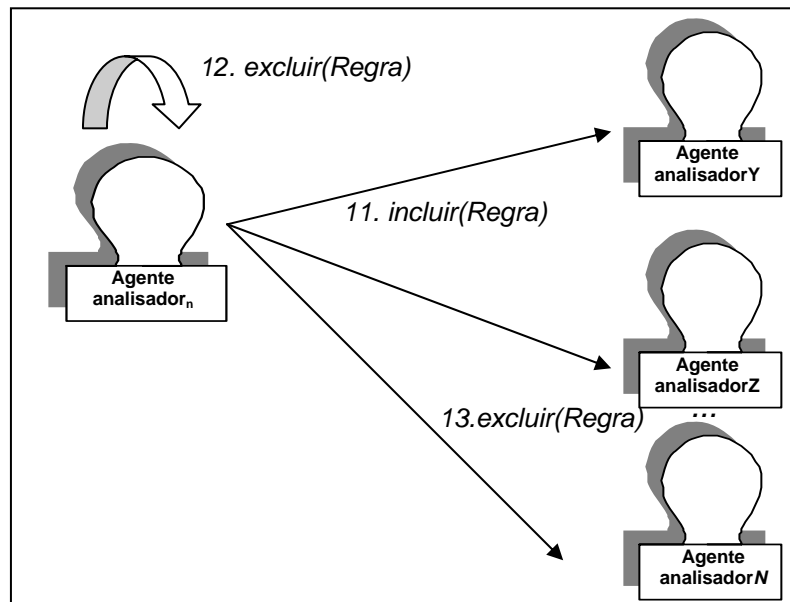 12. excluir(Regra)
Agente
analisadorₙ
11. incluir(Regra)
Agente
analisadorY
Agente
analisadorZ
13.excluir(Regra)
...
Agente
analisadorN